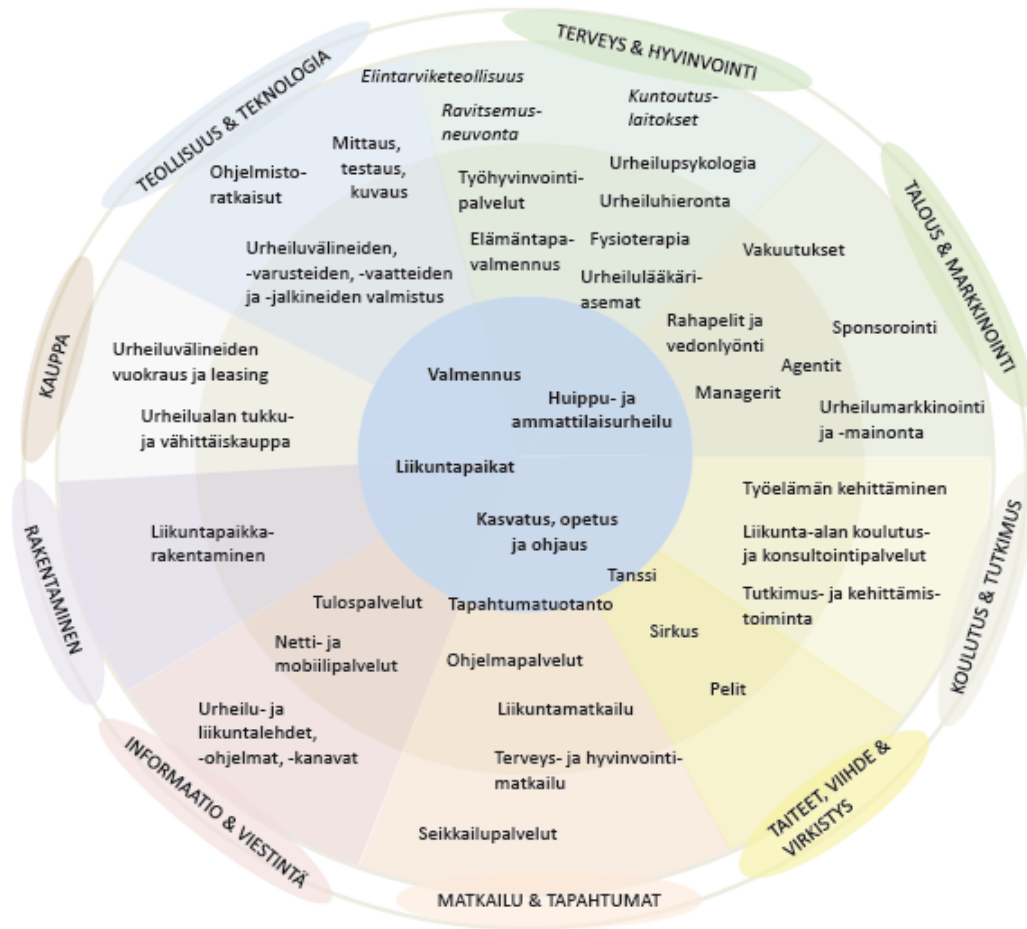 TERVEYS & HYVINVOINTI
TEOLLISUUS & TEKNOLOGIA
Elintarviketeollisuus
Ravitsemus-
neuvonta
Kuntoutus-
laitokset
Mittaus,
testaus,
kuvaus
Ohjelmisto-
ratkaisut
Työhyvinvointi-
palvelut
Urheilupsykologia
Urheiluhieronta
TALOUS & MARKKINOINTI
Urheiluvälineiden,
-varusteiden, -vaatteiden
ja -jalkineiden valmistus
Elämäntapa-
valmennus
Fysioterapia
Urheilulääkäri-
asemat
Vakuutukset
KAUPPA
Urheiluvälineiden
vuokraus ja leasing
Urheilualan tukku-
ja vähittäiskauppa
Rahapelit ja
vedonlyönti
Sponsorointi
Agentit
Managerit
Urheilumarkkinointi
ja -mainonta
Valmennus
Huippu- ja
ammattilaisurheilu
Liikuntapaikat
Kasvatus, opetus
ja ohjaus
RAKENTAMINEN
Liikuntapaikka-
rakentaminen
Työelämän kehittäminen
Liikunta-alan koulutus-
ja konsultointipalvelut
Tutkimus- ja kehittämis-
toiminta
KOULUTUS & TUTKIMUS
Tanssi
Sirkus
Pelit
Tulospalvelut
Tapahtumatuotanto
Netti- ja
mobiilipalvelut
Ohjelmapalvelut
Urheilu- ja
liikuntalehdet,
-ohjelmat, -kanavat
Liikuntamatkailu
Terveys- ja hyvinvointi-
matkailu
Seikkailupalvelut
INFORMAATIO & VIESTINTÄ
TAITEET, VIIHDE &
VIRKISTYS
MATKAILU & TAPAHTUMAT